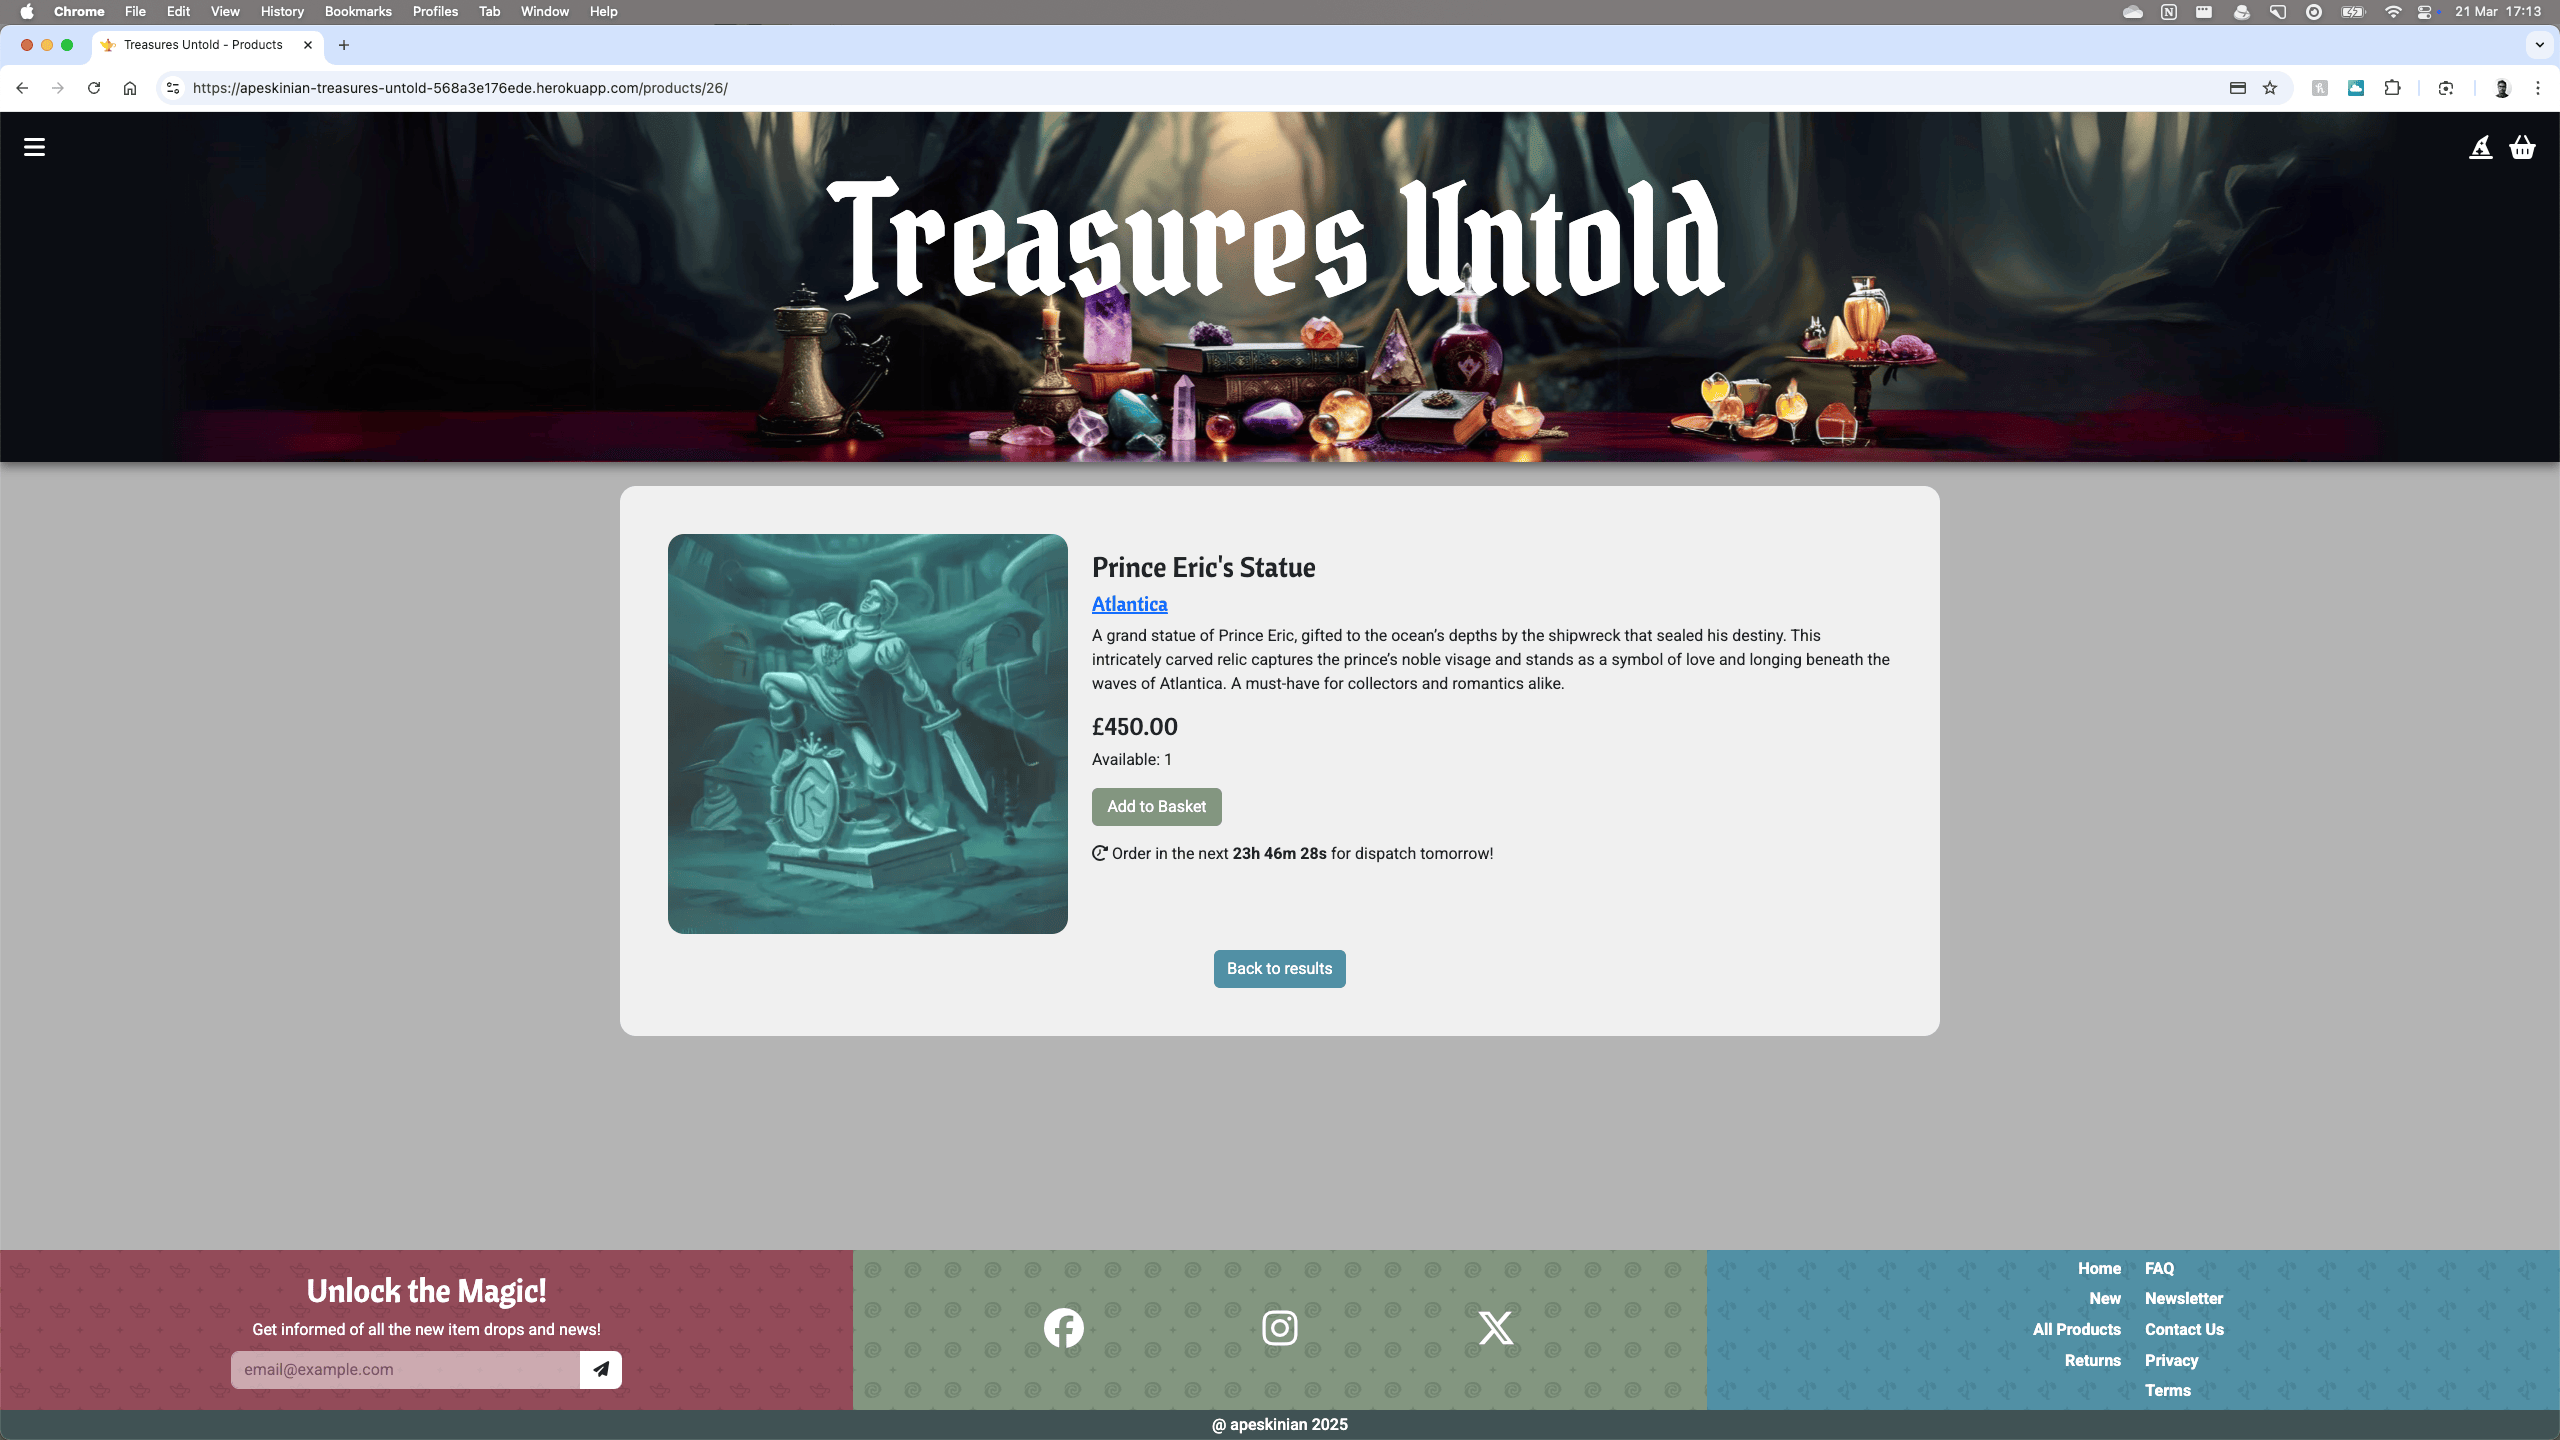 Chrome File Edit View History Bookmarks Profiles Tab Window Help 21 Mar 17:13
Treasures Untold - Products
https://apeskinian-treasures-untold-568a3e176ede.herokuapp.com/products/26/
Treasures Untold
Prince Eric's Statue
Atlantica
A grand statue of Prince Eric, gifted to the ocean’s depths by the shipwreck that sealed his destiny. This
intricately carved relic captures the prince’s noble visage and stands as a symbol of love and longing beneath the
waves of Atlantica. A must-have for collectors and romantics alike.
£450.00
Available: 1
Add to Basket
Order in the next 23h 46m 28s for dispatch tomorrow!
Back to results
Unlock the Magic!
Get informed of all the new item drops and news!
email@example.com
Home FAQ
New Newsletter
All Products Contact Us
Returns Privacy
Terms
@ apeskinian 2025